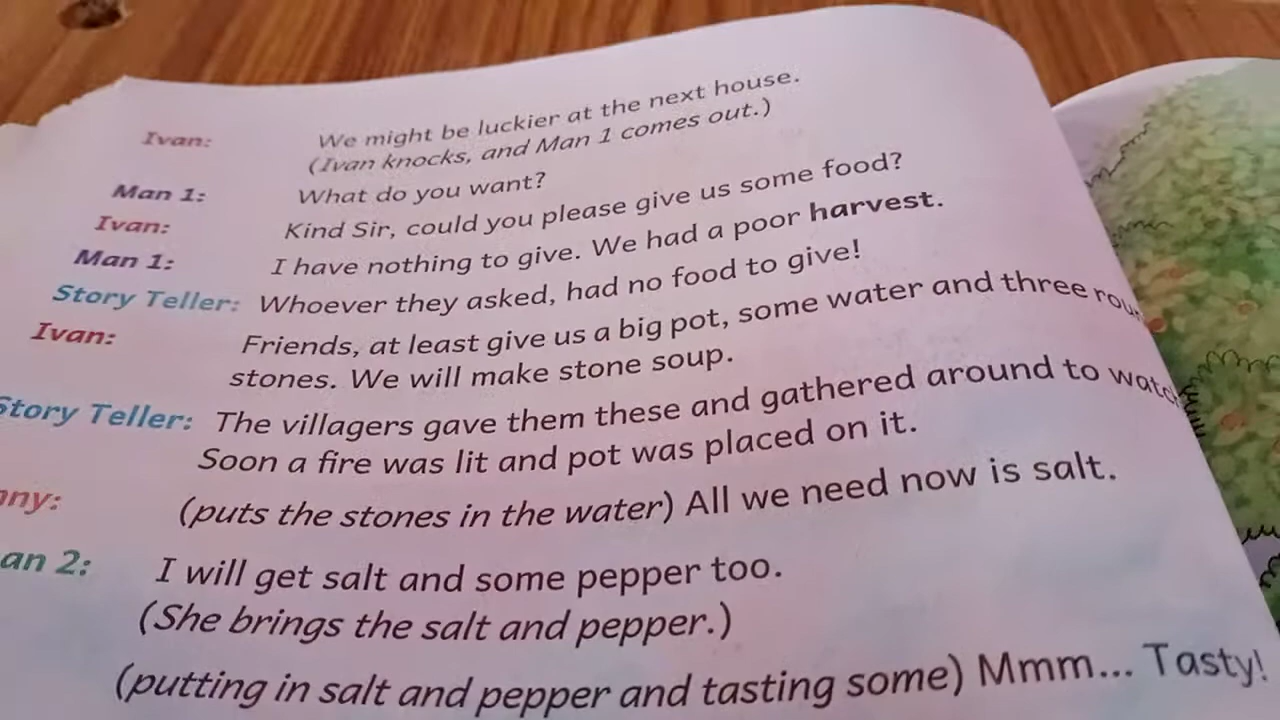 Ivan: We might be luckier at the next house.
(Ivan knocks, and Man 1 comes out.)
Man 1: What do you want?
Ivan: Kind Sir, could you please give us some food?
Man 1: I have nothing to give. We had a poor harvest.
Story Teller: Whoever they asked, had no food to give!
Ivan: Friends, at least give us a big pot, some water and three
stones. We will make stone soup.
Story Teller: The villagers gave them these and gathered around to
Soon a fire was lit and pot was placed on it.
(puts the stones in the water) All we need now is salt.
2: I will get salt and some pepper too.
(She brings the salt and pepper.)
(putting in salt and pepper and tasting some) Mmm... Tasty!